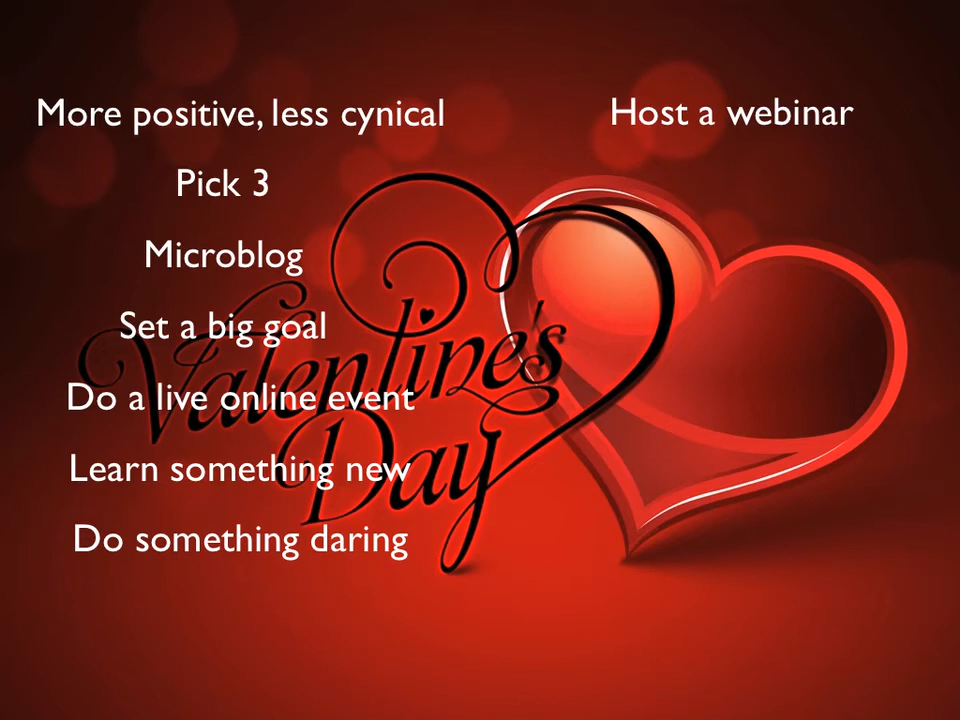 More positive, less cynical
Host a webinar
Pick 3
Microblog
Set a big goal
Do a live online event
Learn something new
Do something daring
Valentine's
Day